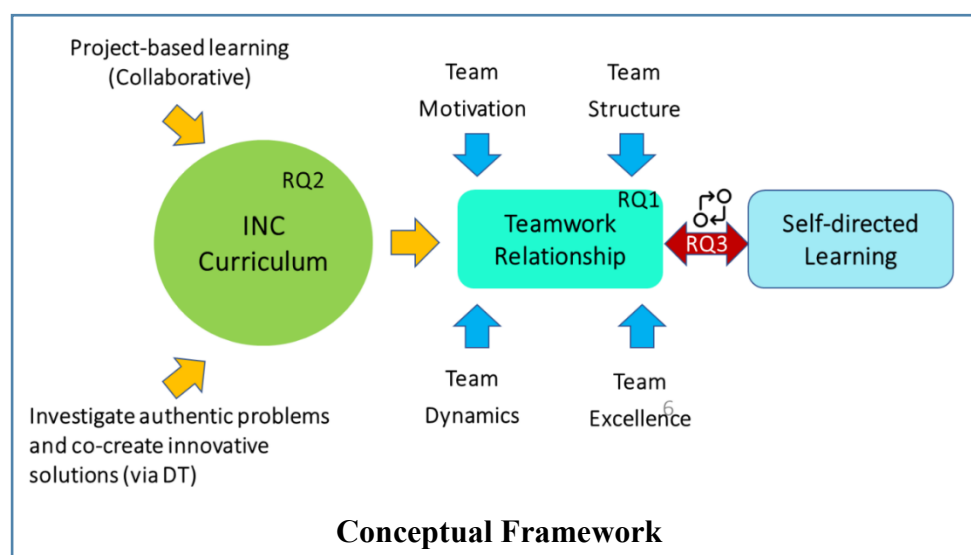 Project-based learning
(Collaborative)
RQ2
INC
Curriculum
Investigate authentic problems
and co-create innovative
solutions (via DT)
Team
Motivation
Team
Structure
RQ1
Teamwork
Relationship
RQ3
Self-directed
Learning
Team
Dynamics
Team
Excellence
6
Conceptual Framework